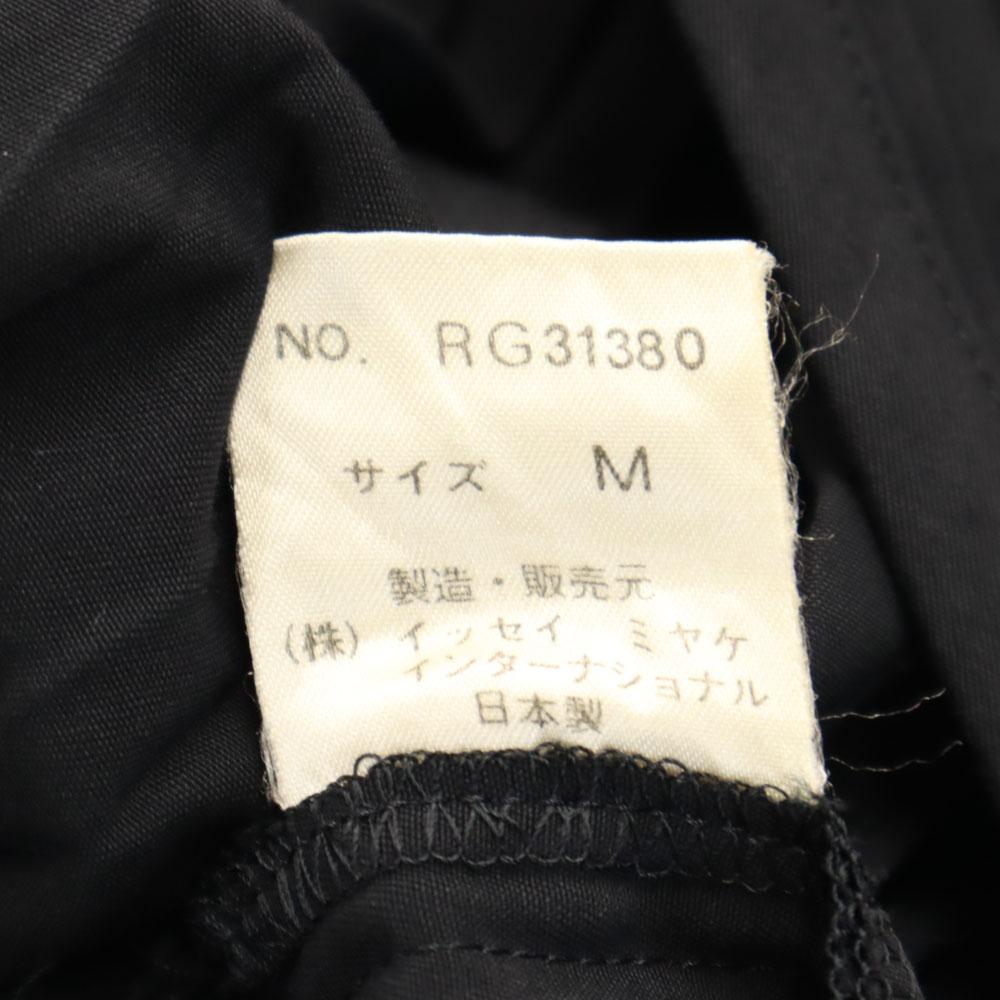 NO. RG31380
サイズ M
製造・販売元
(株) イッセイ ミヤケ
インターナショナル
日本製